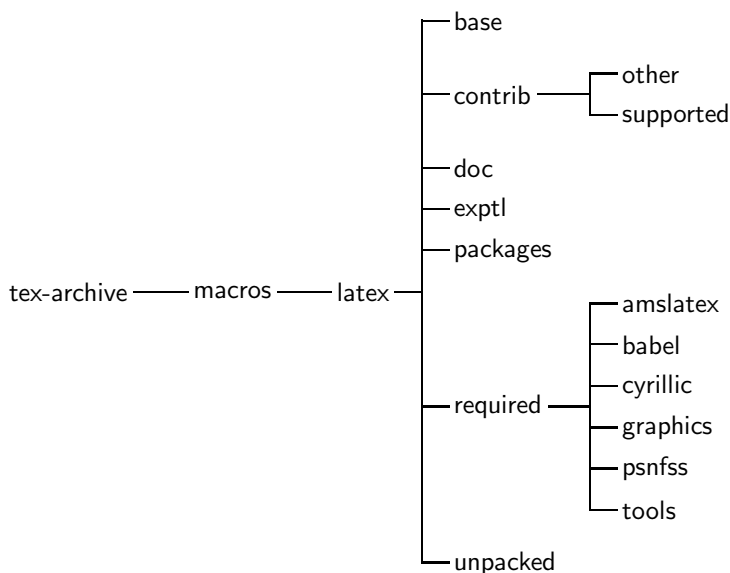 base
contrib
other
supported
doc
exptl
packages
tex-archive
macros
latex
required
amslatex
babel
cyrillic
graphics
psnfss
tools
unpacked